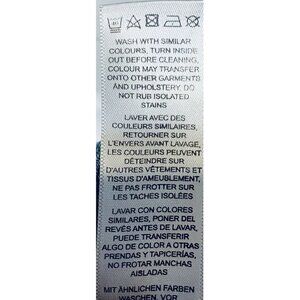 WASH WITH SIMILAR
COLOURS, TURN INSIDE
OUT BEFORE CLEANING,
COLOUR MAY TRANSFER
ONTO OTHER GARMENTS
AND UPHOLSTERY, DO
NOT RUB ISOLATED
STAINS
LAVER AVEC DES
COULEURS SIMILAIRES,
RETOURNER SUR
L'ENVERS AVANT LAVAGE,
LES COULEURS PEUVENT
DÉTEINDRE SUR
D'AUTRES VÊTEMENTS ET
TISSUS D'AMEUBLEMENT,
NE PAS FROTTER SUR
LES TACHES ISOLÉES
LAVAR CON COLORES
SIMILARES, PONER DEL
REVÉS ANTES DE LAVAR,
PUEDE TRANSFERIR
ALGO DE COLOR A OTRAS
PRENDAS Y TAPICERÍAS,
NO FROTAR MANCHAS
AISLADAS
MIT ÄHNLICHEN FARBEN
WASCHEN, VOR